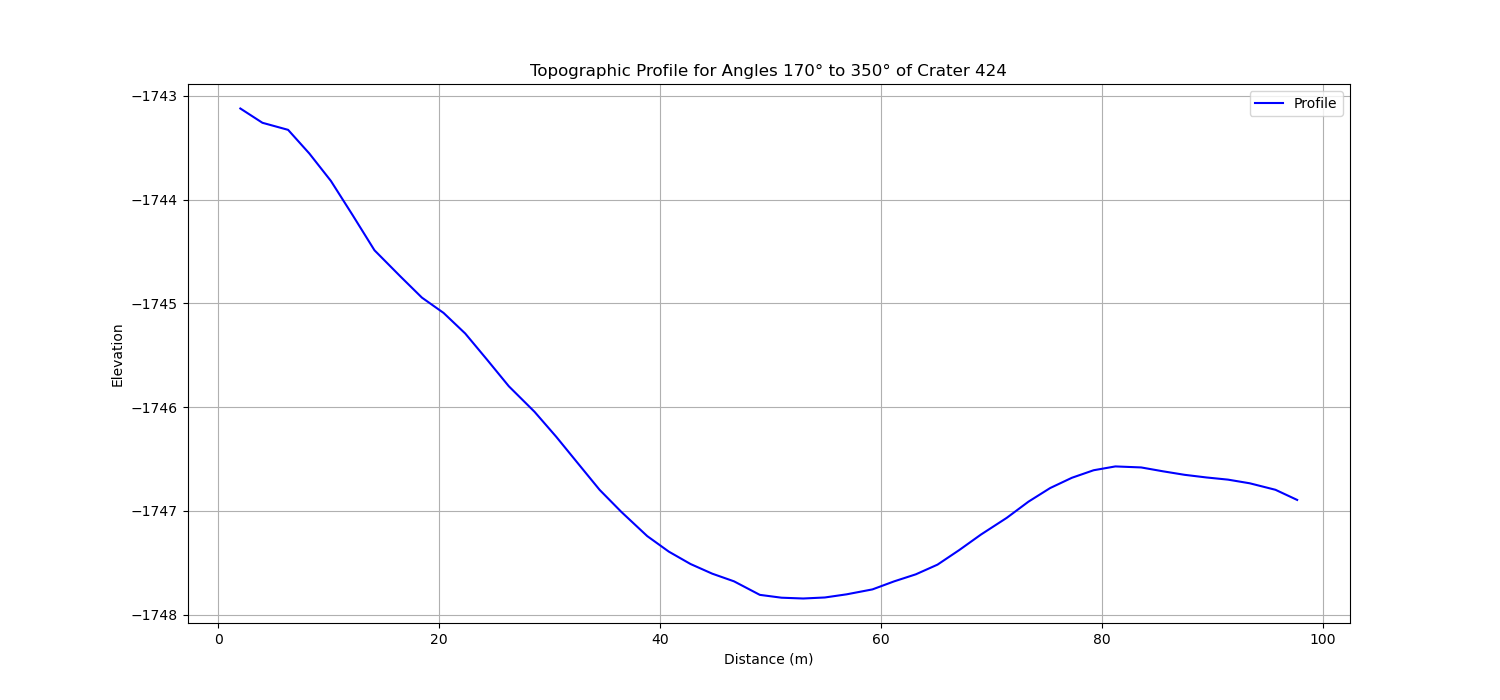 Topographic Profile for Angles 170° to 350° of Crater 424
Profile
−1743
−1744
−1745
−1746
−1747
−1748
Elevation
0 20 40 60 80 100
Distance (m)